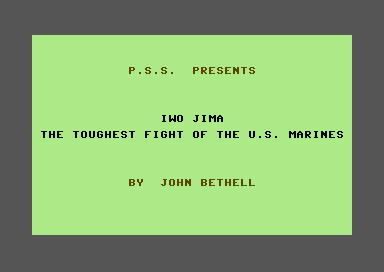 P.S.S.  PRESENTS
IWO JIMA
THE TOUGHEST FIGHT OF THE U.S. MARINES
BY  JOHN BETHELL